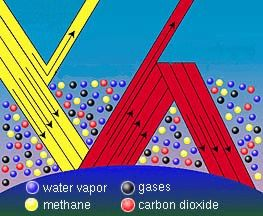 water vapor gases
methane carbon dioxide